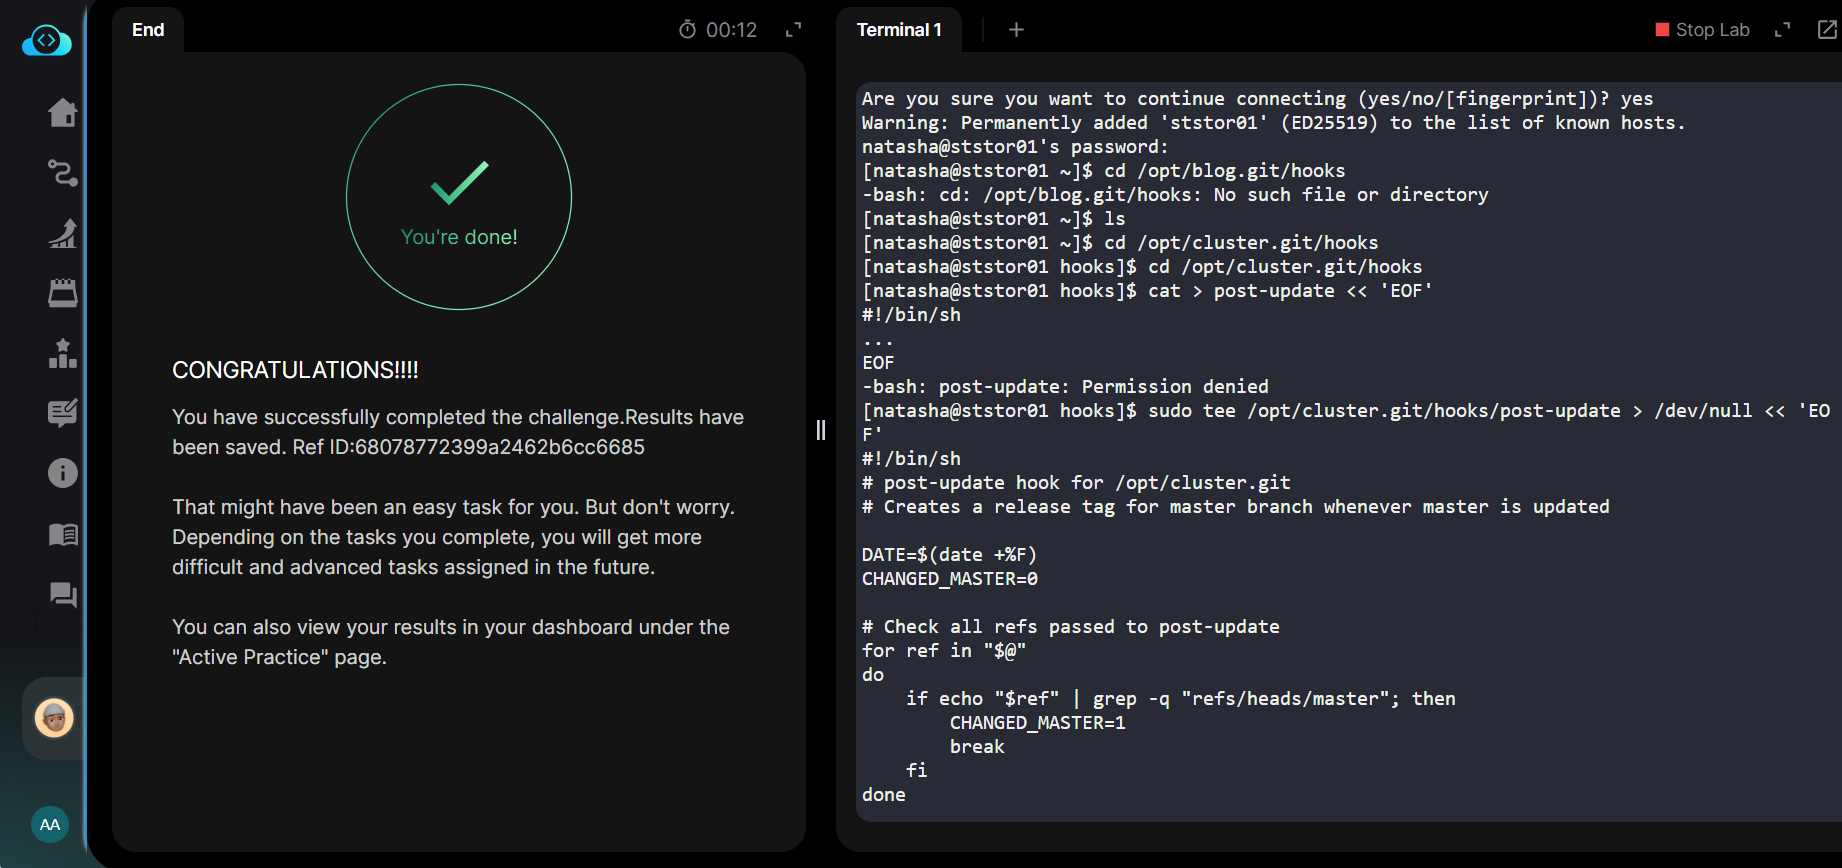 End
00:12
You're done!
CONGRATULATIONS!!!!
You have successfully completed the challenge.Results have
been saved. Ref ID:68078772399a2462b6cc6685
That might have been an easy task for you. But don't worry.
Depending on the tasks you complete, you will get more
difficult and advanced tasks assigned in the future.
You can also view your results in your dashboard under the
"Active Practice" page.
AA
Terminal 1
+
Stop Lab
Are you sure you want to continue connecting (yes/no/[fingerprint])? yes
Warning: Permanently added 'ststor01' (ED25519) to the list of known hosts.
natasha@ststor01's password:
[natasha@ststor01 ~]$ cd /opt/blog.git/hooks
-bash: cd: /opt/blog.git/hooks: No such file or directory
[natasha@ststor01 ~]$ ls
[natasha@ststor01 ~]$ cd /opt/cluster.git/hooks
[natasha@ststor01 hooks]$ cd /opt/cluster.git/hooks
[natasha@ststor01 hooks]$ cat > post-update << 'EOF'
#!/bin/sh
...
EOF
-bash: post-update: Permission denied
[natasha@ststor01 hooks]$ sudo tee /opt/cluster.git/hooks/post-update > /dev/null << 'EO
F'
#!/bin/sh
# post-update hook for /opt/cluster.git
# Creates a release tag for master branch whenever master is updated
DATE=$(date +%F)
CHANGED_MASTER=0
# Check all refs passed to post-update
for ref in "$@"
do
    if echo "$ref" | grep -q "refs/heads/master"; then
        CHANGED_MASTER=1
        break
    fi
done